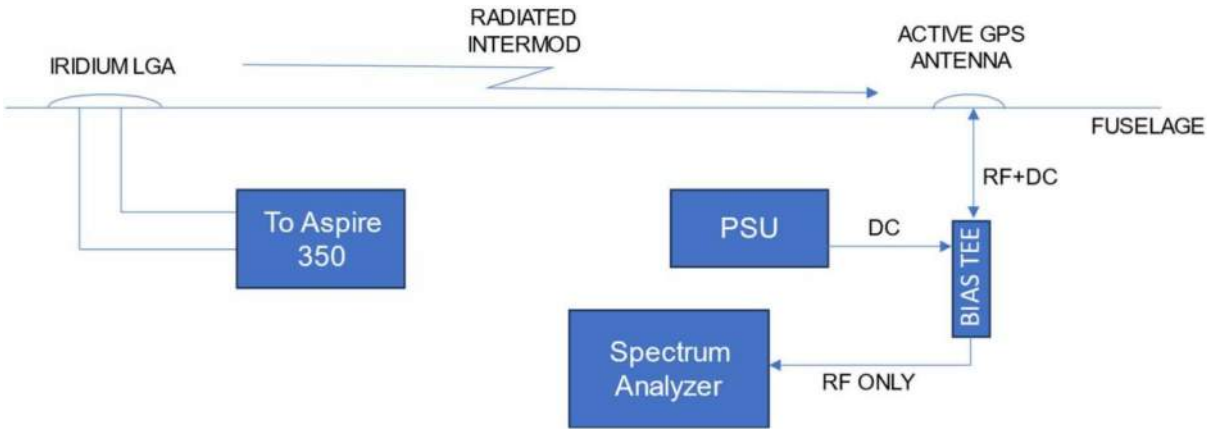 RADIATED
INTERMOD
ACTIVE GPS
ANTENNA
IRIDIUM LGA
FUSELAGE
RF+DC
To Aspire
350
PSU
DC
BIAS TEE
Spectrum
Analyzer
RF ONLY